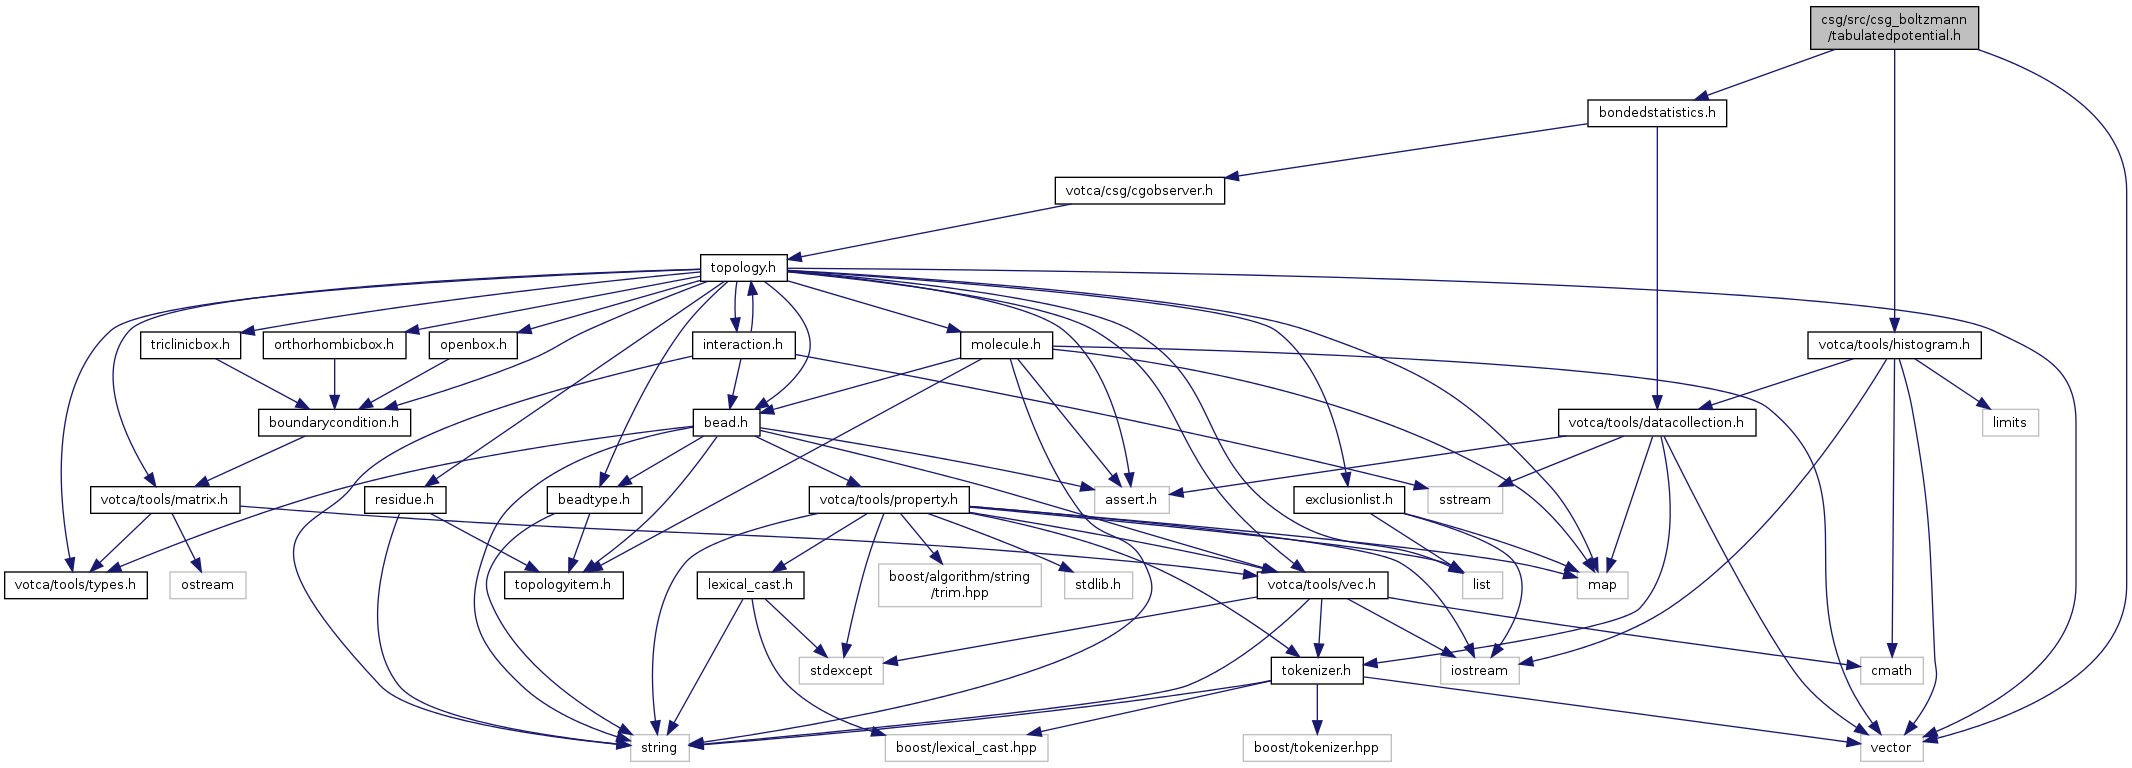 csg/src/csg_boltzmann
/tabulatedpotential.h
bondedstatistics.h
votca/csg/cgobserver.h
topology.h
triclinicbox.h
orthorhombicbox.h
openbox.h
interaction.h
molecule.h
votca/tools/histogram.h
boundarycondition.h
bead.h
votca/tools/datacollection.h
limits
votca/tools/matrix.h
residue.h
beadtype.h
votca/tools/property.h
assert.h
exclusionlist.h
sstream
votca/tools/types.h
ostream
topologyitem.h
lexical_cast.h
boost/algorithm/string
/trim.hpp
stdlib.h
votca/tools/vec.h
list
map
stdexcept
tokenizer.h
iostream
cmath
string
boost/lexical_cast.hpp
boost/tokenizer.hpp
vector